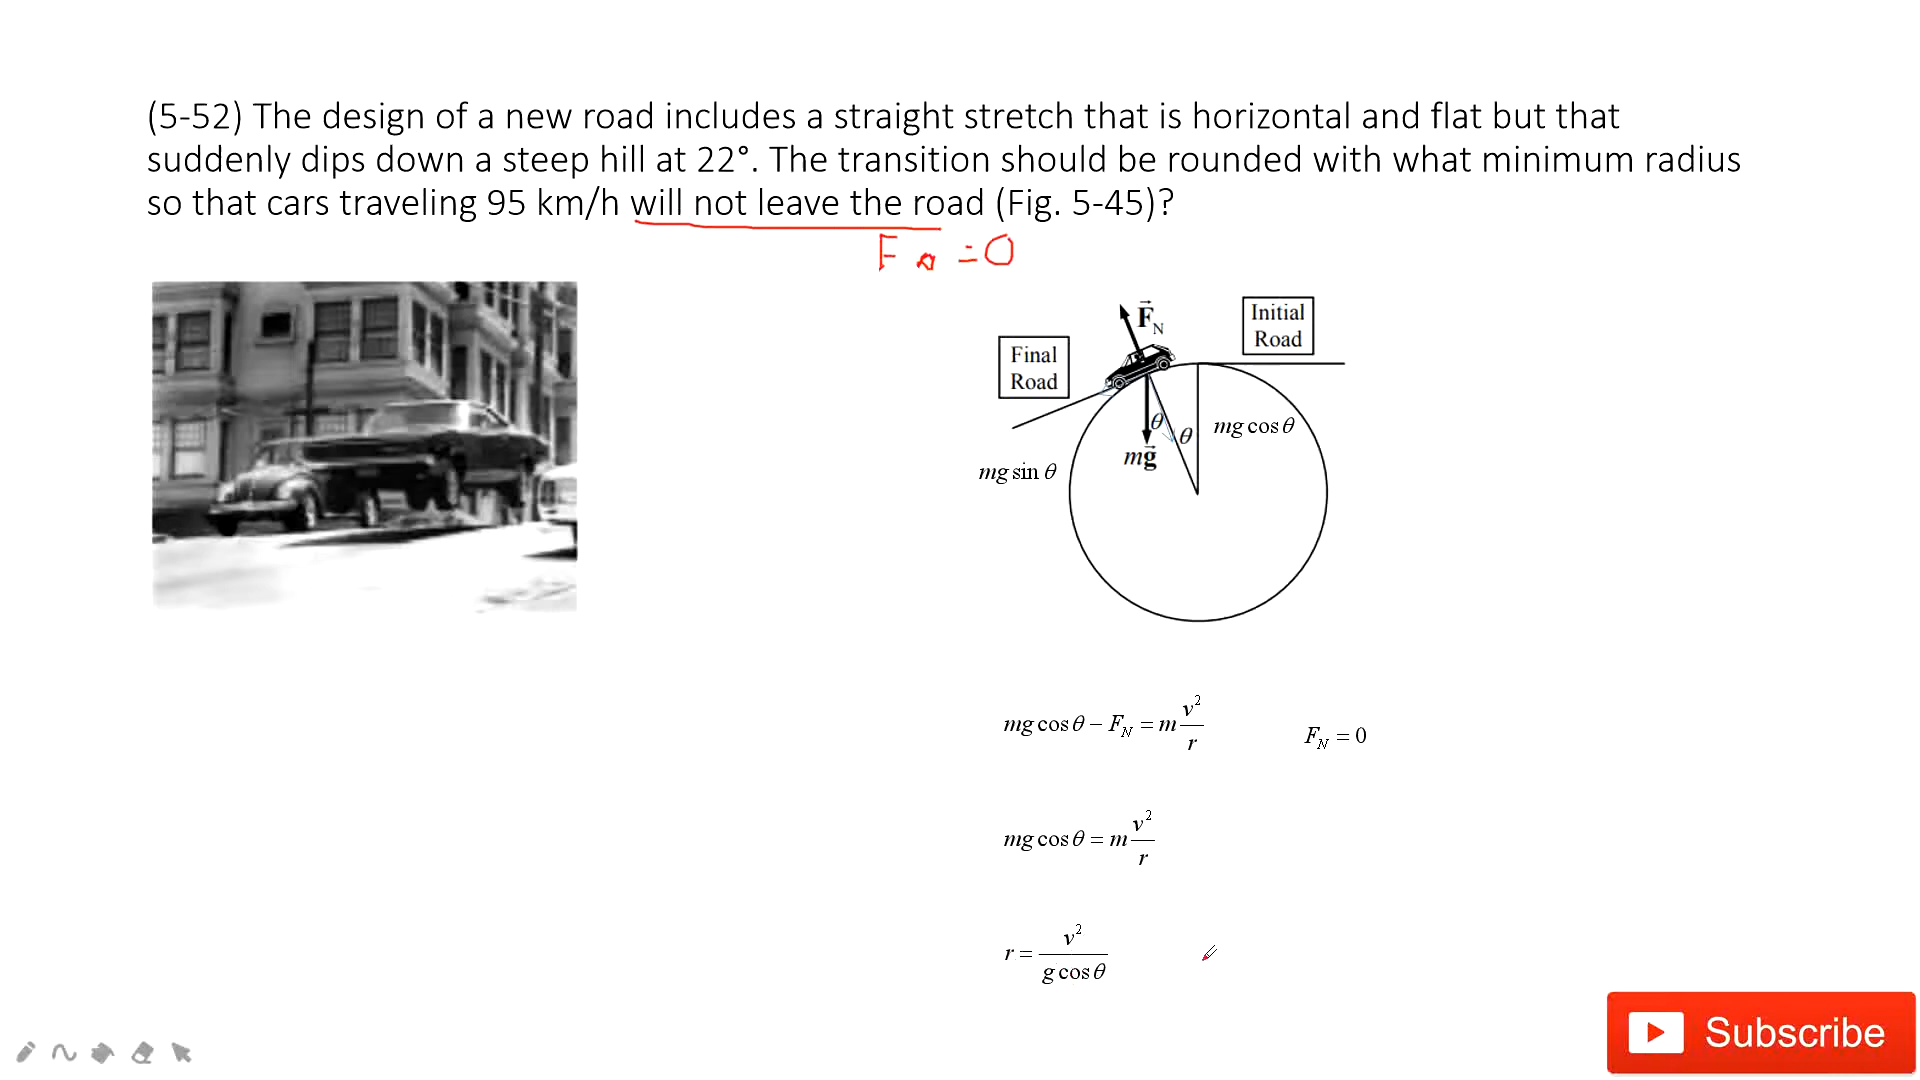 (5-52) The design of a new road includes a straight stretch that is horizontal and flat but that
suddenly dips down a steep hill at 22°. The transition should be rounded with what minimum radius
so that cars traveling 95 km/h will not leave the road (Fig. 5-45)?
F N =0
F⃗_N
Initial
Road
Final
Road
θ
θ
mg cos θ
mg⃗
mg sin θ
mg cos θ − F_N = m v²/r
F_N = 0
mg cos θ = m v²/r
r = v²/(g cos θ)
Subscribe